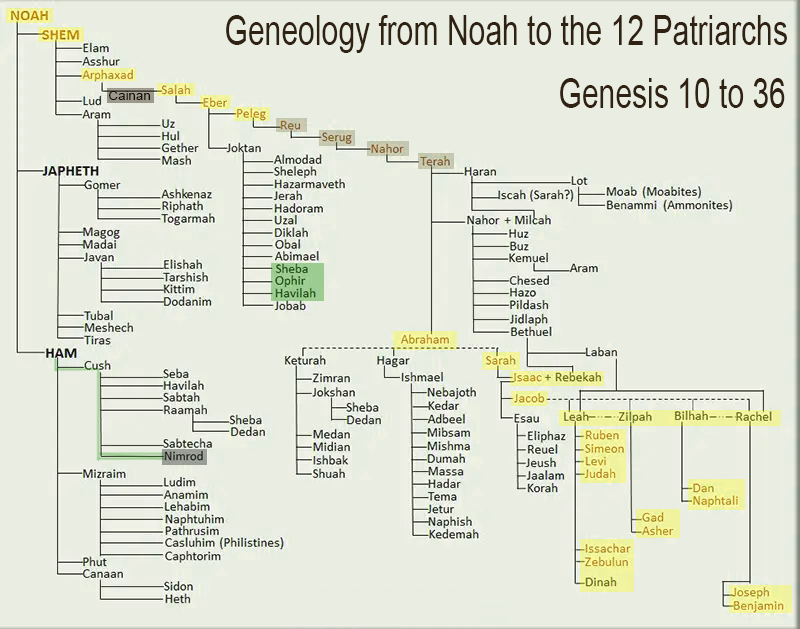 Geneology from Noah to the 12 Patriarchs
Genesis 10 to 36
NOAH
SHEM
Elam
Asshur
Arphaxad
Cainan
Salah
Eber
Peleg
Reu
Serug
Nahor
Terah
Lud
Aram
Uz
Hul
Gether
Mash
Joktan
Almodad
Sheleph
Hazarmaveth
Jerah
Hadoram
Uzal
Diklah
Obal
Abimael
Sheba
Ophir
Havilah
Jobab
Haran
Lot
Iscah (Sarah?)
Moab (Moabites)
Benammi (Ammonites)
Nahor + Milcah
Huz
Buz
Kemuel
Aram
Chesed
Hazo
Pildash
Jidlaph
Bethuel
Laban
JAPHETH
Gomer
Ashkenaz
Riphath
Togarmah
Magog
Madai
Javan
Elishah
Tarshish
Kittim
Dodanim
Tubal
Meshech
Tiras
HAM
Cush
Seba
Havilah
Sabtah
Raamah
Sheba
Dedan
Sabtecha
Nimrod
Mizraim
Ludim
Anamim
Lehabim
Naphtuhim
Pathrusim
Casluhim (Philistines)
Caphtorim
Phut
Canaan
Sidon
Heth
Abraham
Keturah
Zimran
Jokshan
Sheba
Dedan
Medan
Midian
Ishbak
Shuah
Hagar
Ishmael
Nebajoth
Kedar
Adbeel
Mibsam
Mishma
Dumah
Massa
Hadar
Tema
Jetur
Naphish
Kedemah
Sarah
Isaac + Rebekah
Jacob
Esau
Eliphaz
Reuel
Jeush
Jaalam
Korah
Leah
Zilpah
Bilhah
Rachel
Ruben
Simeon
Levi
Judah
Dan
Naphtali
Gad
Asher
Issachar
Zebulun
Dinah
Joseph
Benjamin